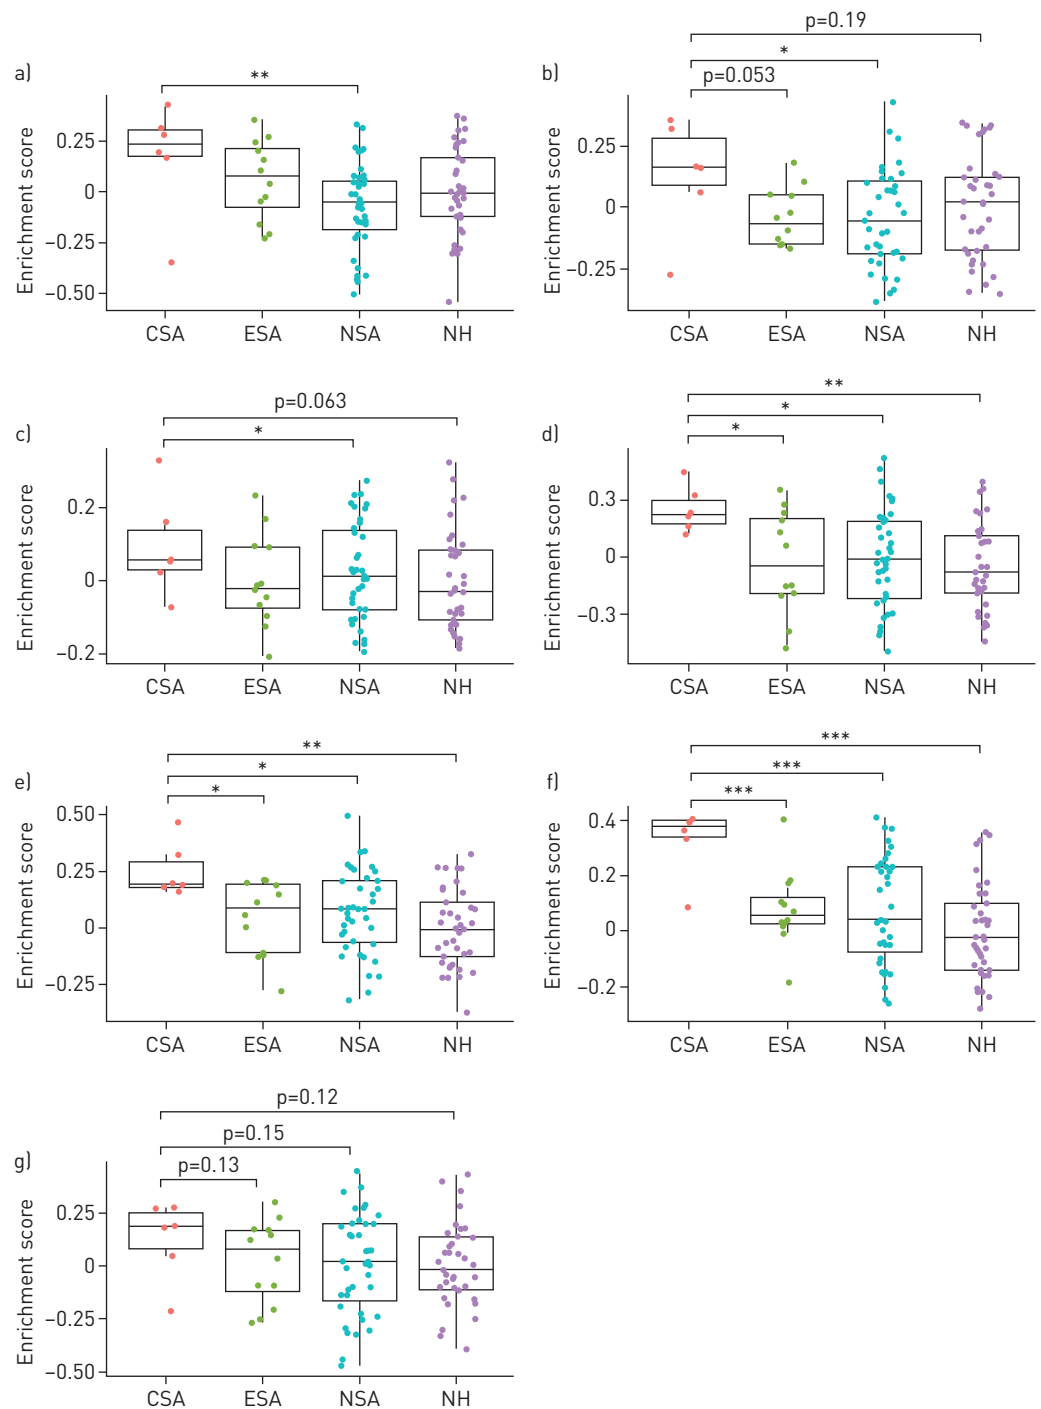 a)
**
Enrichment score
0.25
0
−0.25
−0.50
CSA ESA NSA NH
b)
p=0.19
*
p=0.053
Enrichment score
0.25
0
−0.25
CSA ESA NSA NH
c)
p=0.063
*
Enrichment score
0.2
0
−0.2
CSA ESA NSA NH
d)
**
*
*
Enrichment score
0.3
0
−0.3
CSA ESA NSA NH
e)
**
*
*
Enrichment score
0.50
0.25
0
−0.25
CSA ESA NSA NH
f)
***
***
***
Enrichment score
0.4
0.2
0
−0.2
CSA ESA NSA NH
g)
p=0.12
p=0.15
p=0.13
Enrichment score
0.25
0
−0.25
−0.50
CSA ESA NSA NH